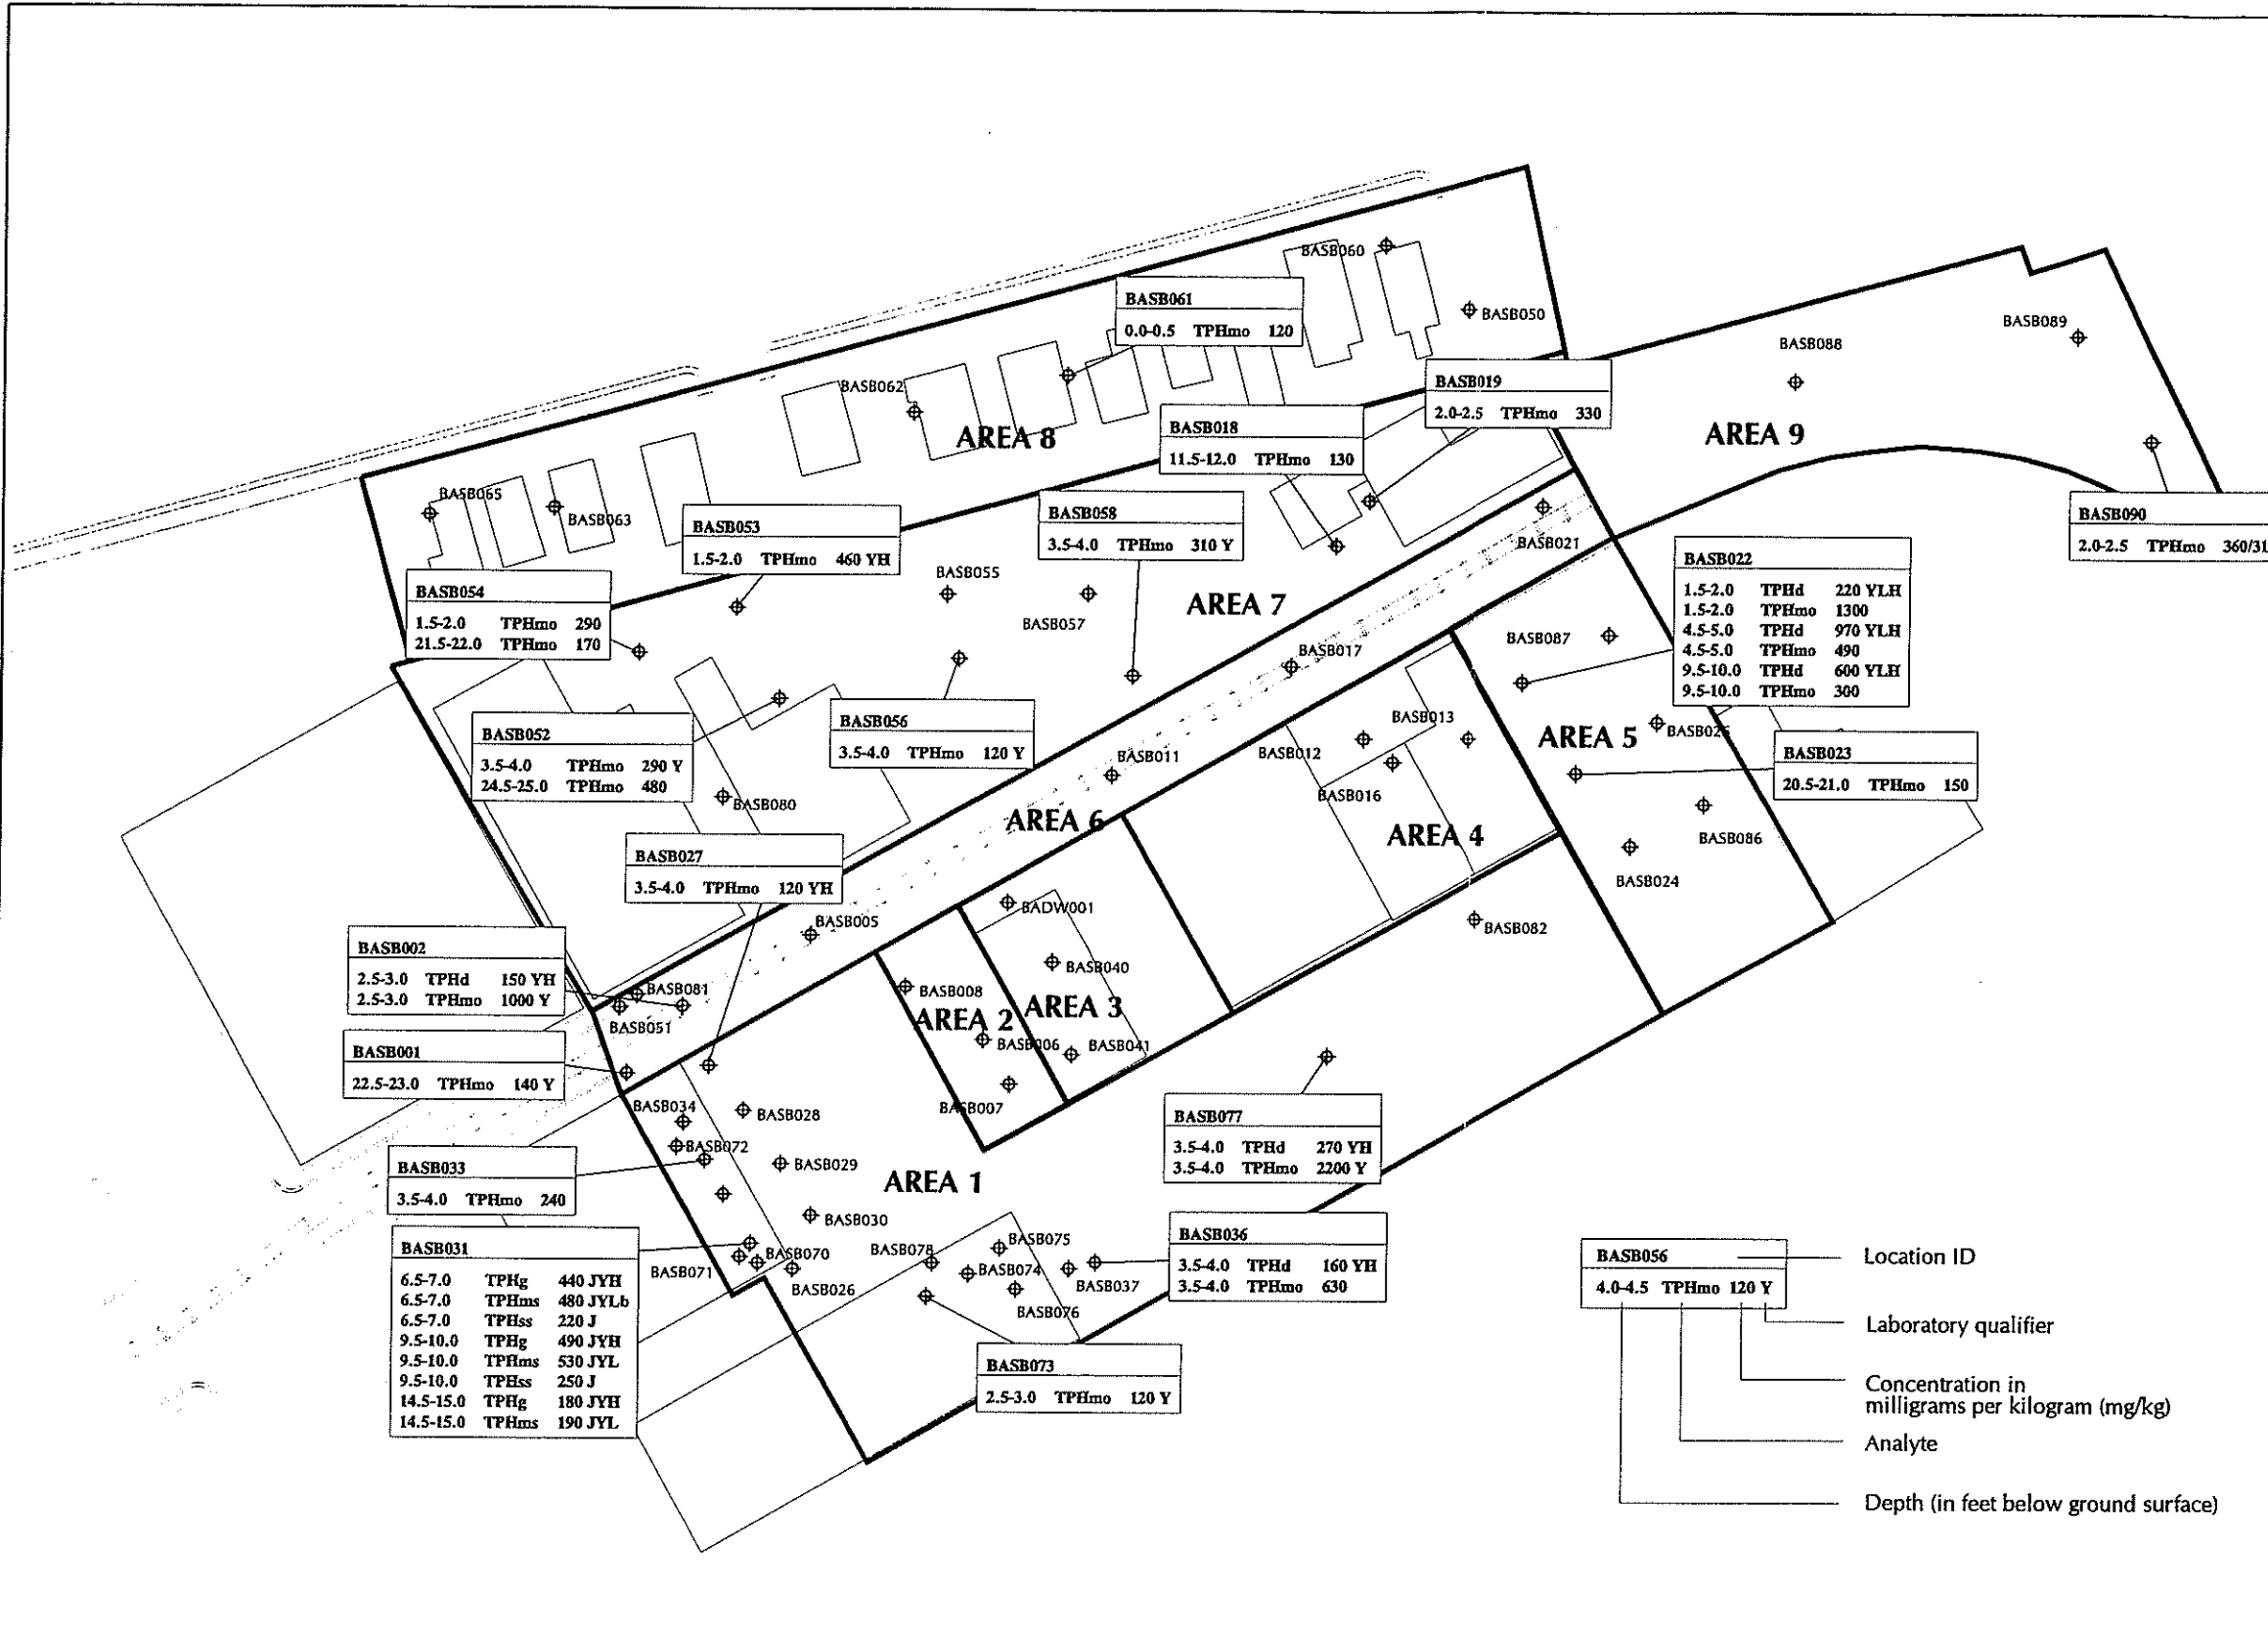 BASB060
BASB061
0.0-0.5 TPHmo 120
BASB050
BASB089
BASB088
BASB062
BASB019
2.0-2.5 TPHmo 330
AREA 8
BASB018
11.5-12.0 TPHmo 130
AREA 9
BASB065
BASB063
BASB053
1.5-2.0 TPHmo 460 YH
BASB058
3.5-4.0 TPHmo 310 Y
BASB090
2.0-2.5 TPHmo 360/31
BASB021
BASB022
1.5-2.0 TPHd 220 YLH
1.5-2.0 TPHmo 1300
4.5-5.0 TPHd 970 YLH
4.5-5.0 TPHmo 490
9.5-10.0 TPHd 600 YLH
9.5-10.0 TPHmo 300
BASB054
1.5-2.0 TPHmo 290
21.5-22.0 TPHmo 170
BASB055
BASB057
AREA 7
BASB087
BASB017
BASB052
3.5-4.0 TPHmo 290 Y
24.5-25.0 TPHmo 480
BASB056
3.5-4.0 TPHmo 120 Y
BASB013
BASB012
BASB011
AREA 5
BASB025
BASB023
20.5-21.0 TPHmo 150
BASB080
BASB016
AREA 6
AREA 4
BASB086
BASB027
3.5-4.0 TPHmo 120 YH
BASB024
BADW001
BASB005
BASB082
BASB002
2.5-3.0 TPHd 150 YH
2.5-3.0 TPHmo 1000 Y
BASB040
BASB081
BASB008
BASB051
AREA 2
AREA 3
BASB006
BASB041
BASB001
22.5-23.0 TPHmo 140 Y
BASB034
BASB028
BASB007
BASB077
3.5-4.0 TPHd 270 YH
3.5-4.0 TPHmo 2200 Y
BASB072
BASB033
3.5-4.0 TPHmo 240
BASB029
AREA 1
BASB030
BASB031
6.5-7.0 TPHg 440 JYH
6.5-7.0 TPHms 480 JYLb
6.5-7.0 TPHss 220 J
9.5-10.0 TPHg 490 JYH
9.5-10.0 TPHms 530 JYL
9.5-10.0 TPHss 250 J
14.5-15.0 TPHg 180 JYH
14.5-15.0 TPHms 190 JYL
BASB070
BASB071
BASB026
BASB078
BASB075
BASB074
BASB037
BASB076
BASB036
3.5-4.0 TPHd 160 YH
3.5-4.0 TPHmo 630
BASB073
2.5-3.0 TPHmo 120 Y
BASB056
4.0-4.5 TPHmo 120 Y
Location ID
Laboratory qualifier
Concentration in
milligrams per kilogram (mg/kg)
Analyte
Depth (in feet below ground surface)